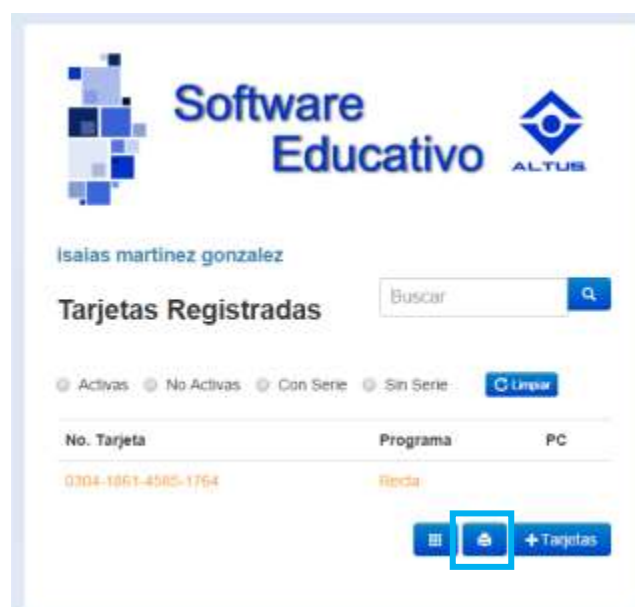 Software
Educativo
ALTUS
isaias martinez gonzalez
Tarjetas Registradas
Buscar
Activas No Activas Con Serie Sin Serie Limpiar
No. Tarjeta Programa PC
0304-1861-4585-1764 Recta
+ Tarjetas